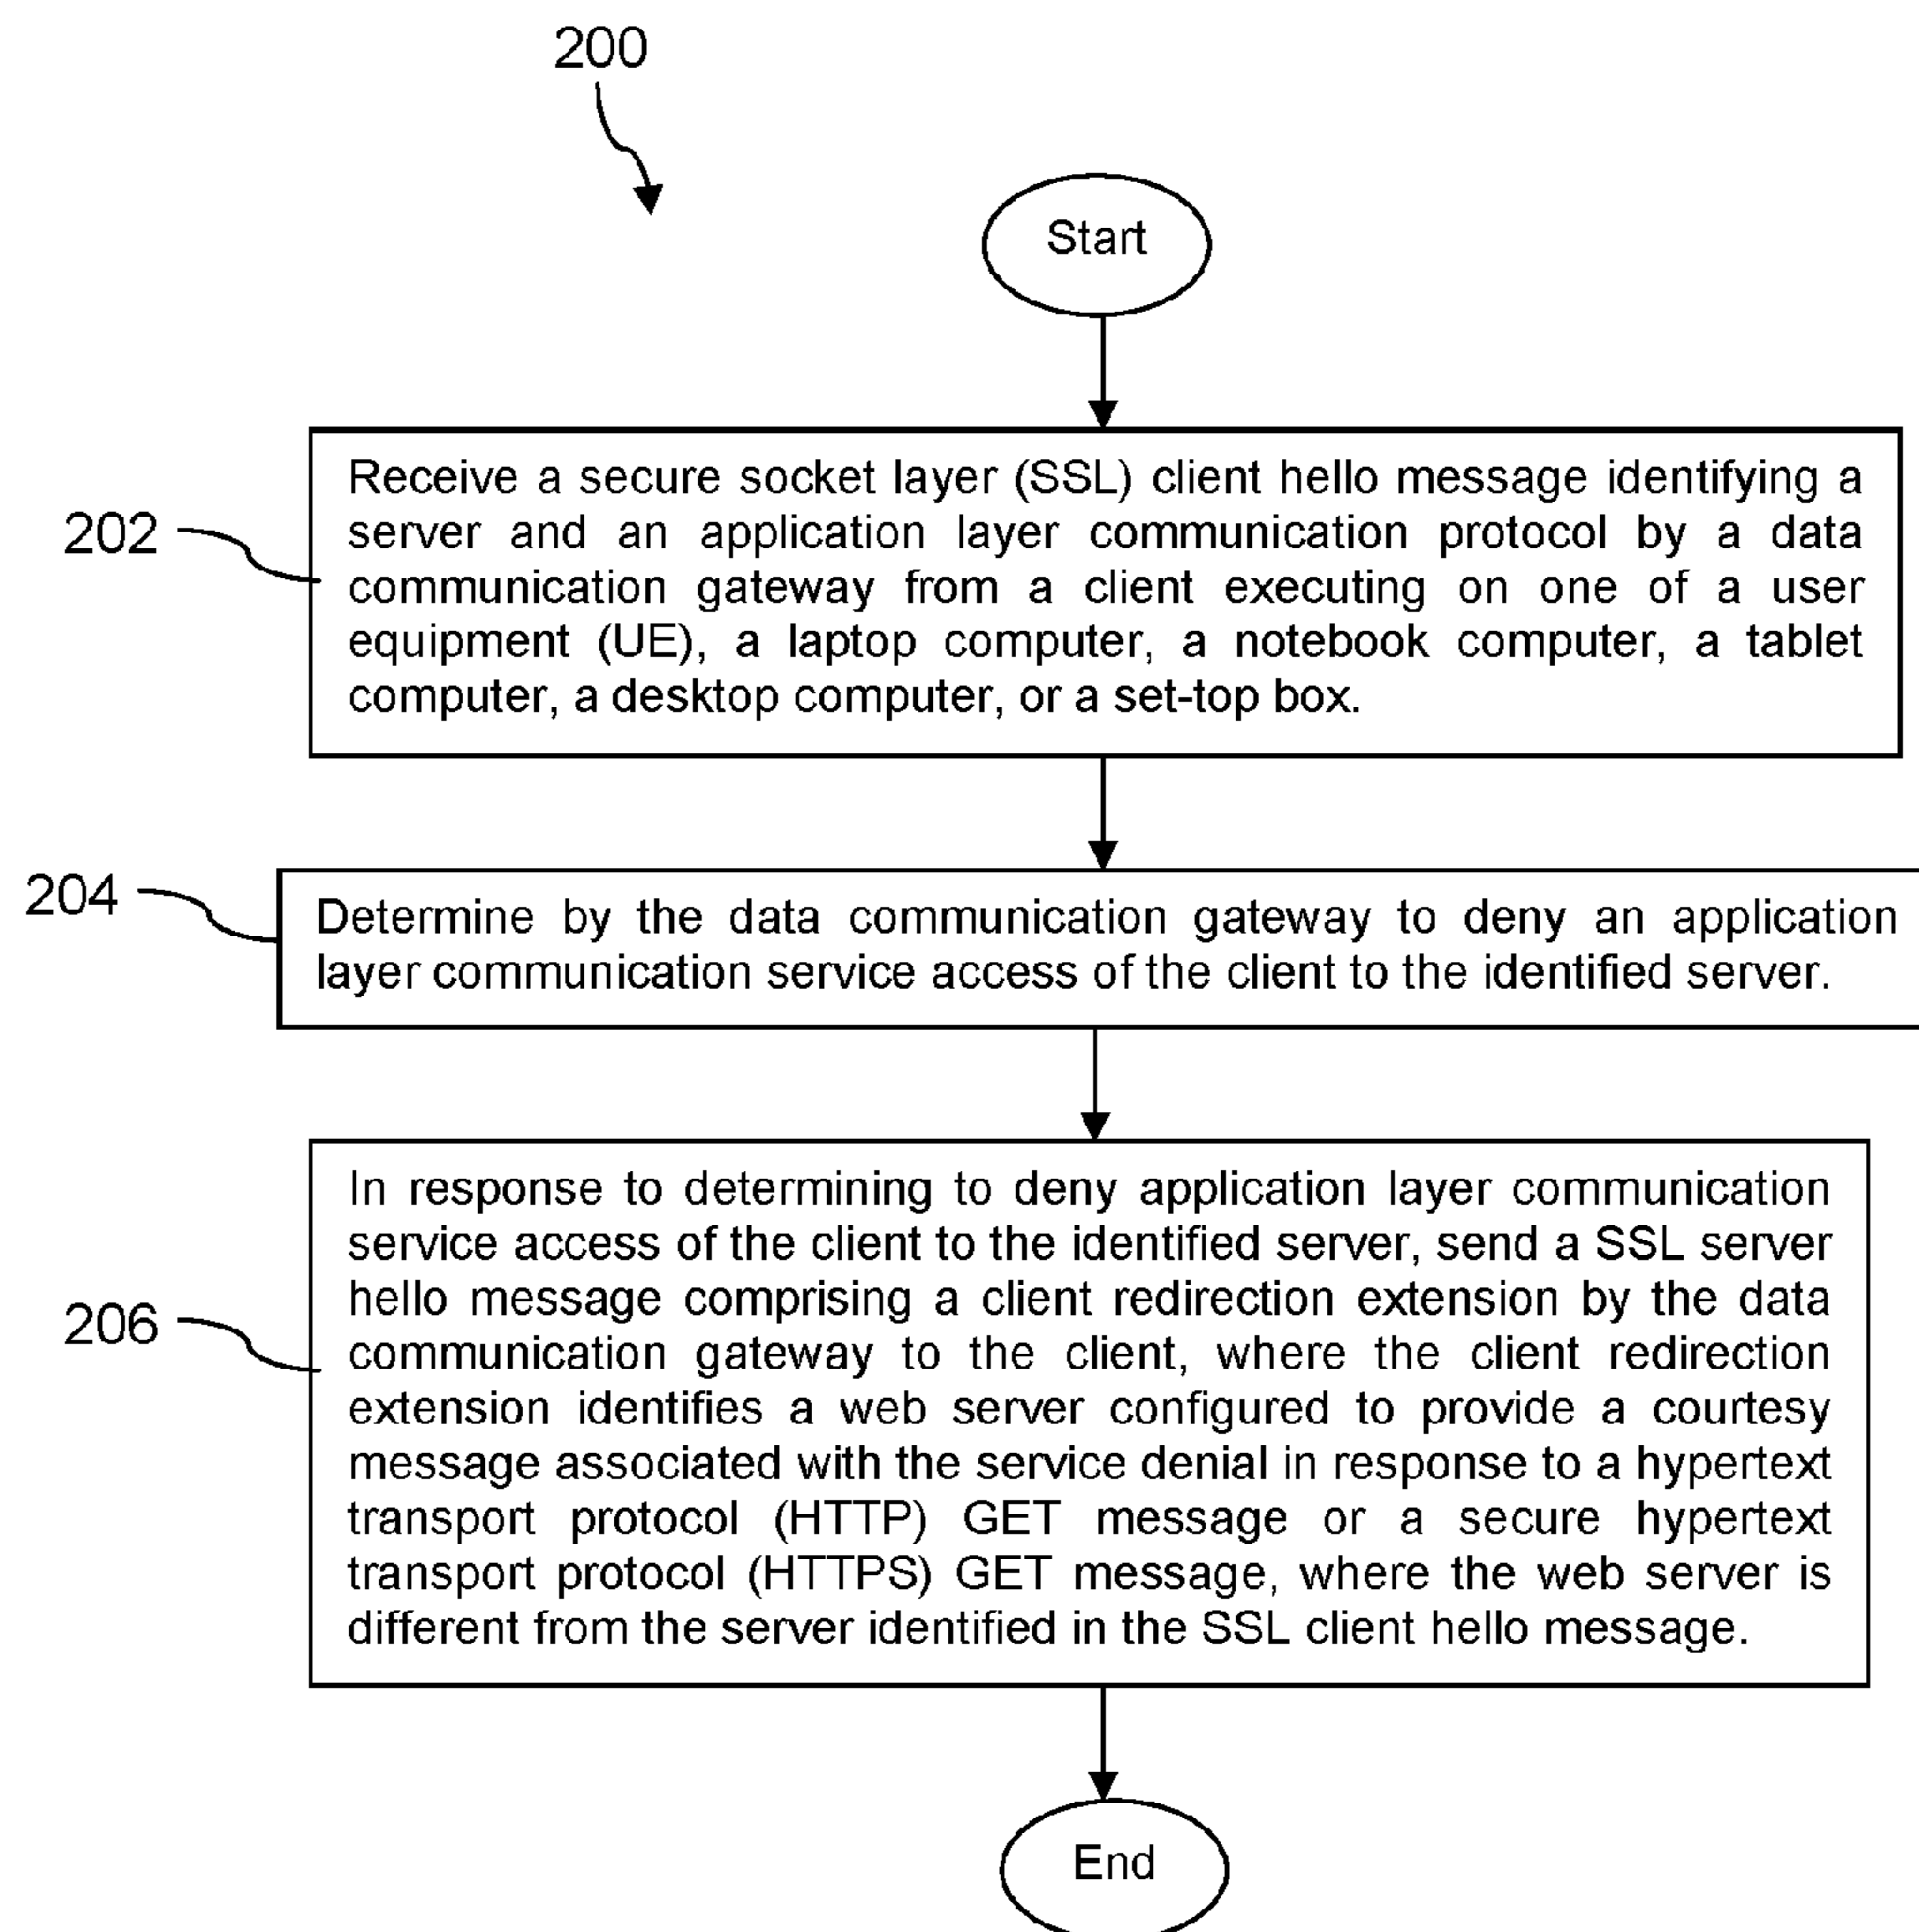 200
Start
202
Receive a secure socket layer (SSL) client hello message identifying a
server and an application layer communication protocol by a data
communication gateway from a client executing on one of a user
equipment (UE), a laptop computer, a notebook computer, a tablet
computer, a desktop computer, or a set-top box.
204
Determine by the data communication gateway to deny an application
layer communication service access of the client to the identified server.
206
In response to determining to deny application layer communication
service access of the client to the identified server, send a SSL server
hello message comprising a client redirection extension by the data
communication gateway to the client, where the client redirection
extension identifies a web server configured to provide a courtesy
message associated with the service denial in response to a hypertext
transport protocol (HTTP) GET message or a secure hypertext
transport protocol (HTTPS) GET message, where the web server is
different from the server identified in the SSL client hello message.
End